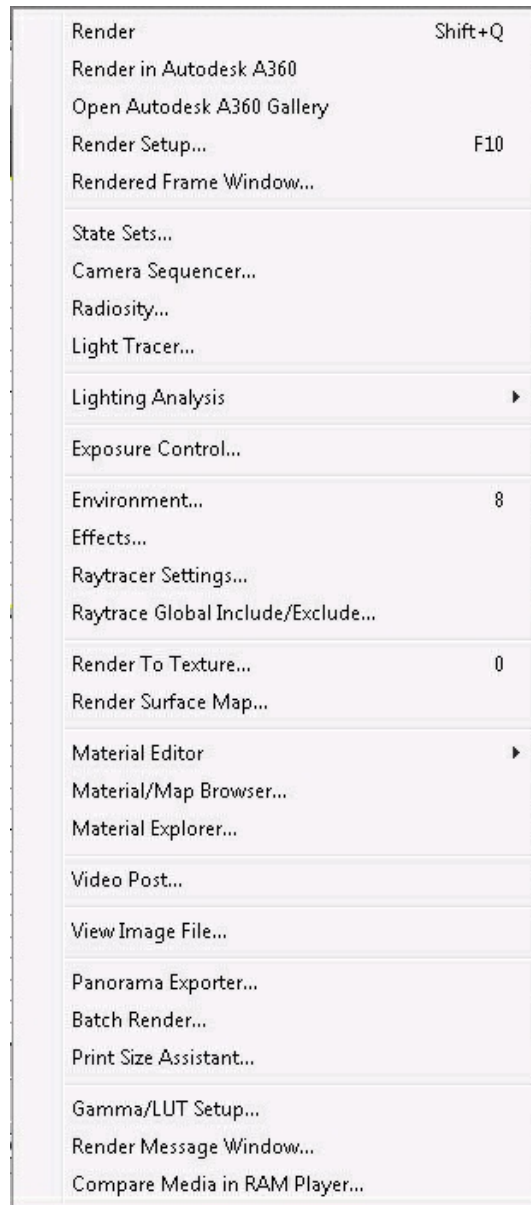 Render Shift+Q
Render in Autodesk A360
Open Autodesk A360 Gallery
Render Setup... F10
Rendered Frame Window...
State Sets...
Camera Sequencer...
Radiosity...
Light Tracer...
Lighting Analysis
Exposure Control...
Environment... 8
Effects...
Raytracer Settings...
Raytrace Global Include/Exclude...
Render To Texture... 0
Render Surface Map...
Material Editor
Material/Map Browser...
Material Explorer...
Video Post...
View Image File...
Panorama Exporter...
Batch Render...
Print Size Assistant...
Gamma/LUT Setup...
Render Message Window...
Compare Media in RAM Player...